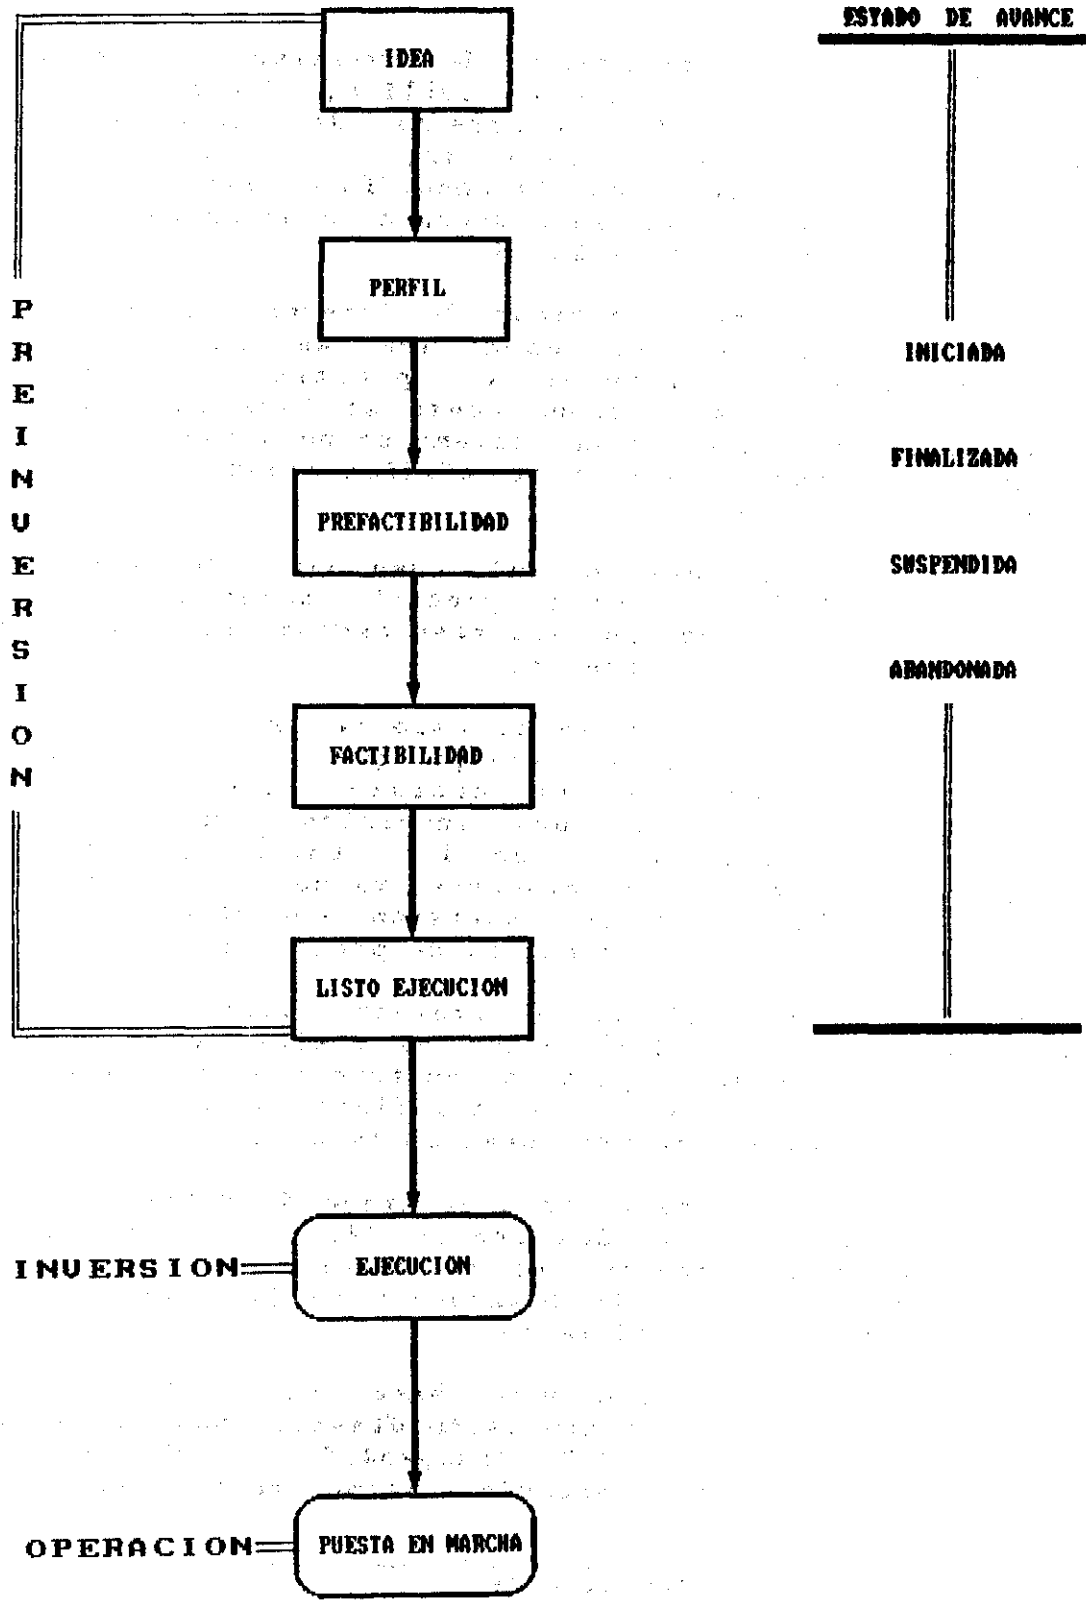 ESTADO DE AVANCE
IDEA
PERFIL
PREINVERSION
INICIADA
FINALIZADA
PREFACTIBILIDAD
SUSPENDIDA
ABANDONADA
FACTIBILIDAD
LISTO EJECUCION
INVERSION
EJECUCION
OPERACION
PUESTA EN MARCHA